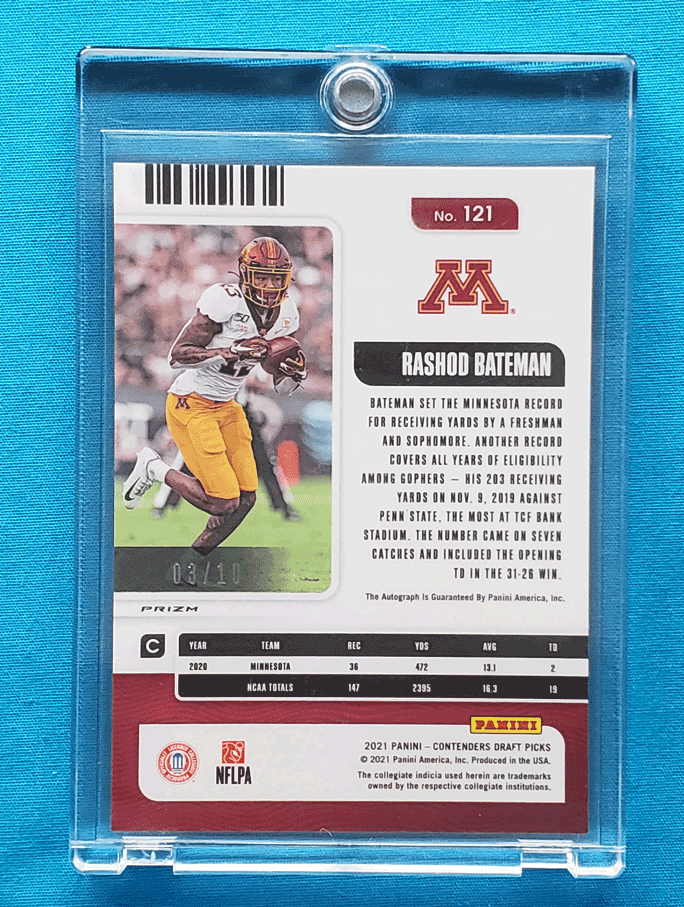 No. 121
M
®
RASHOD BATEMAN
BATEMAN SET THE MINNESOTA RECORD
FOR RECEIVING YARDS BY A FRESHMAN
AND SOPHOMORE. ANOTHER RECORD
COVERS ALL YEARS OF ELIGIBILITY
AMONG GOPHERS – HIS 203 RECEIVING
YARDS ON NOV. 9, 2019 AGAINST
PENN STATE, THE MOST AT TCF BANK
STADIUM. THE NUMBER CAME ON SEVEN
CATCHES AND INCLUDED THE OPENING
TD IN THE 31-26 WIN.
The Autograph Is Guaranteed By Panini America, Inc.
03/10
PRIZM
C
YEAR TEAM REC YDS AVG TD
2020 MINNESOTA 36 472 13.1 2
NCAA TOTALS 147 2395 16.3 19
PANINI
2021 PANINI – CONTENDERS DRAFT PICKS
© 2021 Panini America, Inc. Produced in the USA.
The collegiate indicia used herein are trademarks
owned by the respective collegiate institutions.
NFLPA